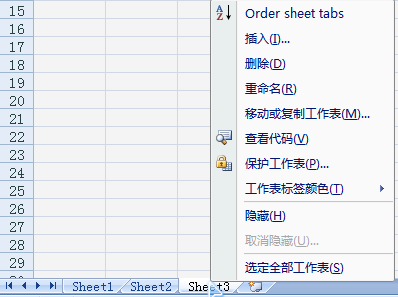 15
16
17
18
19
20
21
22
23
24
25
26
27
28
29
Order sheet tabs
插入(I)...
删除(D)
重命名(R)
移动或复制工作表(M)...
查看代码(V)
保护工作表(P)...
工作表标签颜色(T)
隐藏(H)
取消隐藏(U)...
选定全部工作表(S)
Sheet1 Sheet2 Sheet3